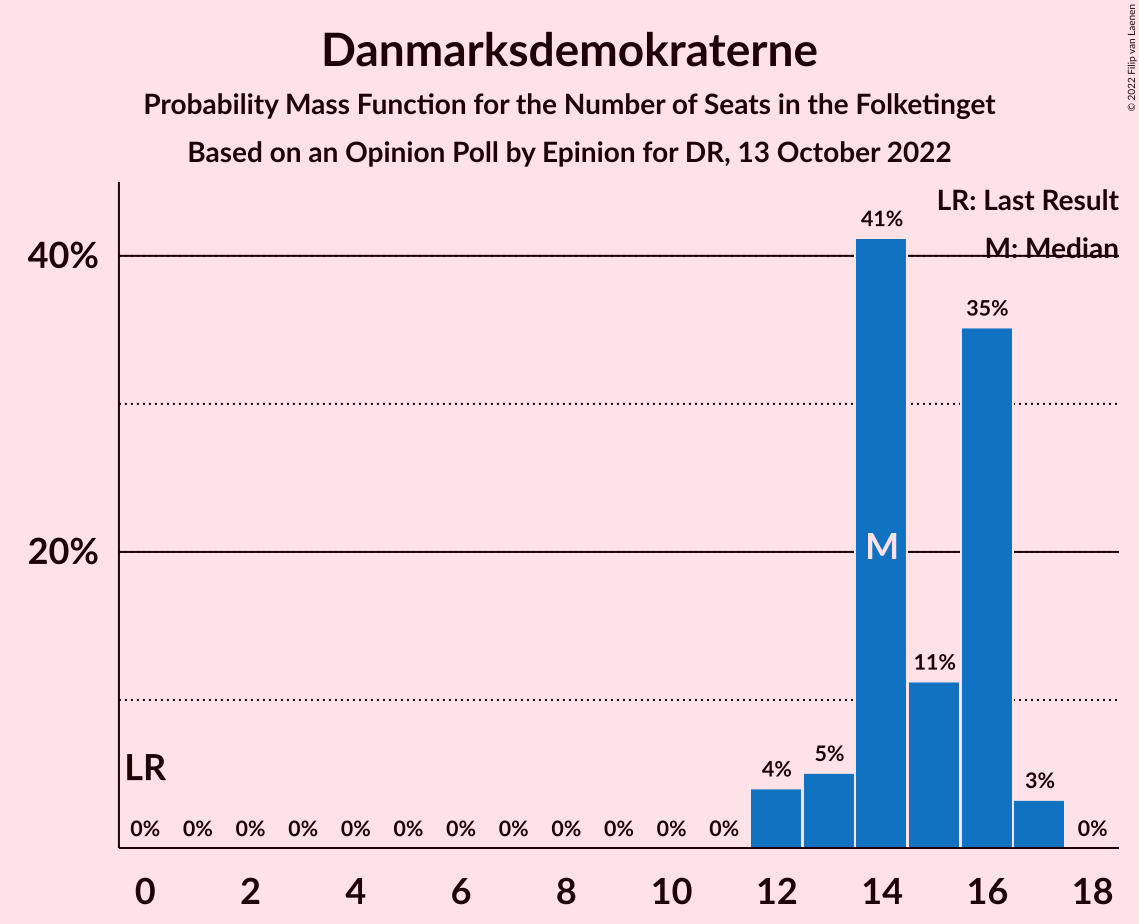 Danmarksdemokraterne
Probability Mass Function for the Number of Seats in the Folketinget
Based on an Opinion Poll by Epinion for DR, 13 October 2022
© 2022 Filip van Laenen
LR: Last Result
M: Median
40%
20%
41%
35%
M
11%
LR
4%
5%
3%
0% 0% 0% 0% 0% 0% 0% 0% 0% 0% 0% 0% 0%
0 2 4 6 8 10 12 14 16 18